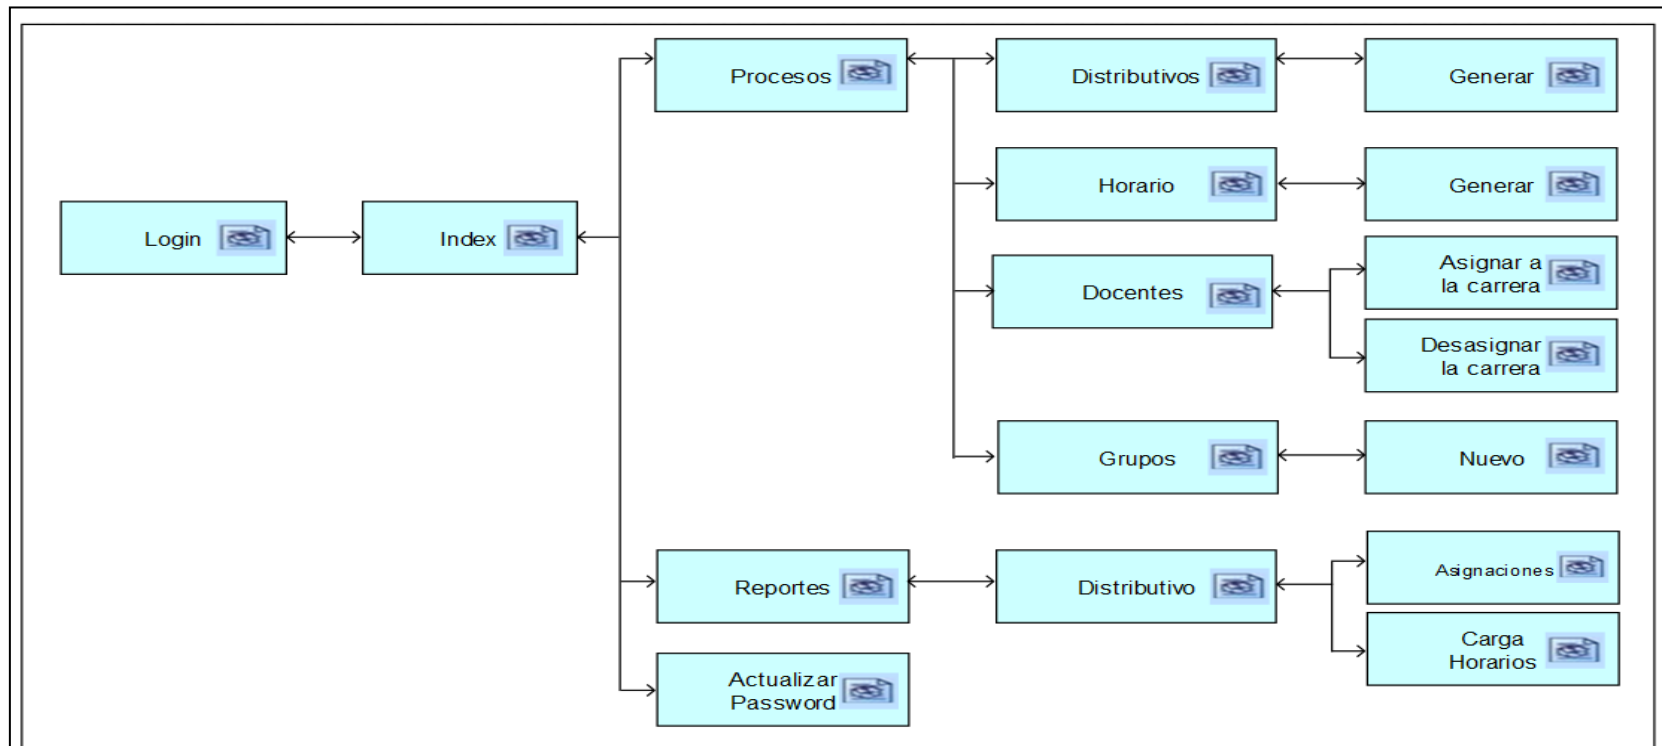 Procesos
Distributivos
Generar
Horario
Generar
Login
Index
Docentes
Asignar a
la carrera
Desasignar
la carrera
Grupos
Nuevo
Reportes
Distributivo
Asignaciones
Carga
Horarios
Actualizar
Password